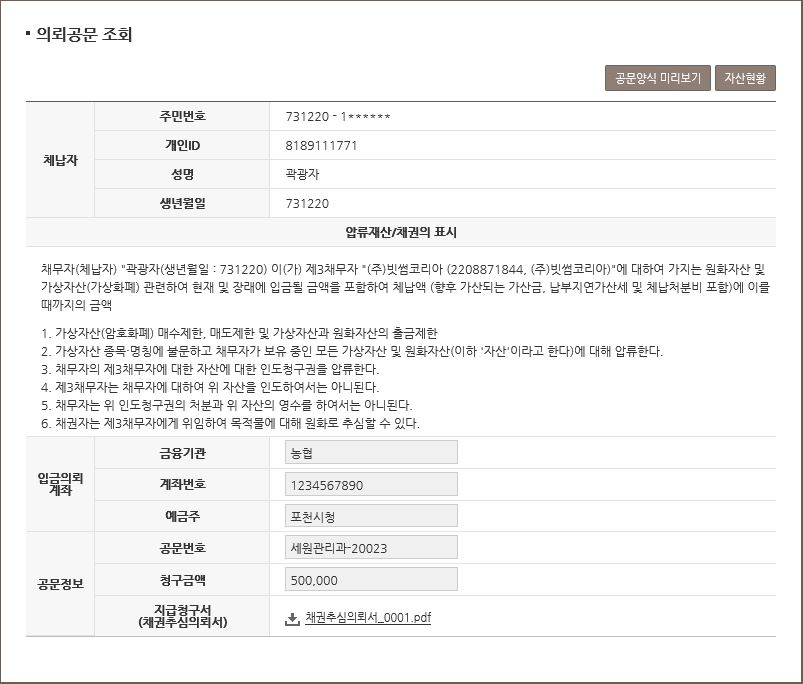 의뢰공문 조회
공문양식 미리보기 자산현황
체납자
주민번호 731220 - 1******
개인ID 8189111771
성명 곽광자
생년월일 731220
압류재산/채권의 표시
채무자(체납자) "곽광자(생년월일 : 731220) 이(가) 제3채무자 "(주)빗썸코리아 (2208871844, (주)빗썸코리아)"에 대하여 가지는 원화자산 및
가상자산(가상화폐) 관련하여 현재 및 장래에 입금될 금액을 포함하여 체납액 (향후 가산되는 가산금, 납부지연가산세 및 체납처분비 포함)에 이를
때까지의 금액
1. 가상자산(암호화폐) 매수제한, 매도제한 및 가상자산과 원화자산의 출금제한
2. 가상자산 종목·명칭에 불문하고 채무자가 보유 중인 모든 가상자산 및 원화자산(이하 '자산'이라고 한다)에 대해 압류한다.
3. 채무자의 제3채무자에 대한 자산에 대한 인도청구권을 압류한다.
4. 제3채무자는 채무자에 대하여 위 자산을 인도하여서는 아니된다.
5. 채무자는 위 인도청구권의 처분과 위 자산의 영수를 하여서는 아니된다.
6. 채권자는 제3채무자에게 위임하여 목적물에 대해 원화로 추심할 수 있다.
입금의뢰
계좌
금융기관 농협
계좌번호 1234567890
예금주 포천시청
공문정보
공문번호 세원관리과-20023
청구금액 500,000
지급청구서
(채권추심의뢰서) 채권추심의뢰서_0001.pdf